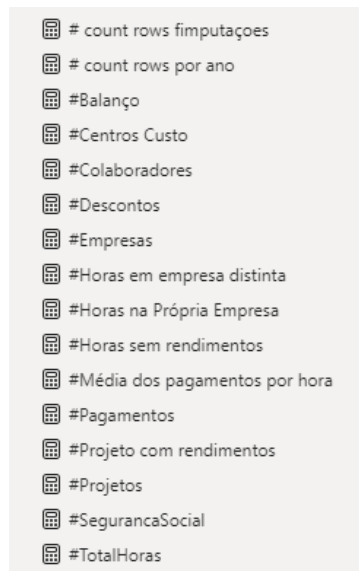 # count rows fimputaçoes
# count rows por ano
#Balanço
#Centros Custo
#Colaboradores
#Descontos
#Empresas
#Horas em empresa distinta
#Horas na Própria Empresa
#Horas sem rendimentos
#Média dos pagamentos por hora
#Pagamentos
#Projeto com rendimentos
#Projetos
#SegurancaSocial
#TotalHoras